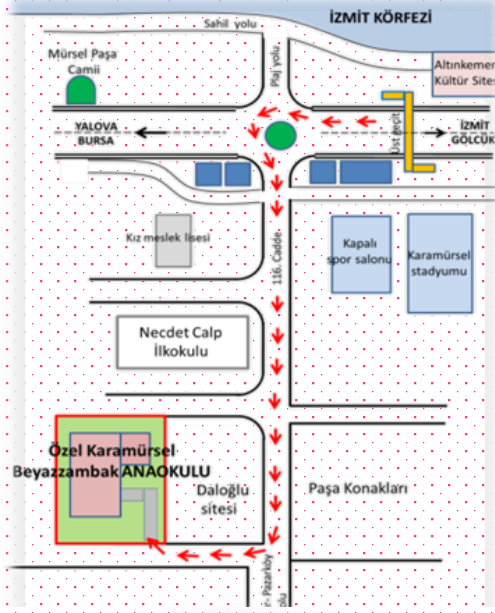 İZMİT KÖRFEZİ
Sahil yolu
Plaj yolu
Mürsel Paşa
Camii
Altınkemer
Kültür Sites
YALOVA
BURSA
Üst geçit
İZMİT
GÖLCÜK
Kız meslek lisesi
116. Cadde
Kapalı
spor salonu
Karamürsel
stadyumu
Necdet Calp
İlkokulu
Özel Karamürsel
Beyazzambak ANAOKULU
Daloğlu
sitesi
Paşa Konakları
r- Pazarköy
olu